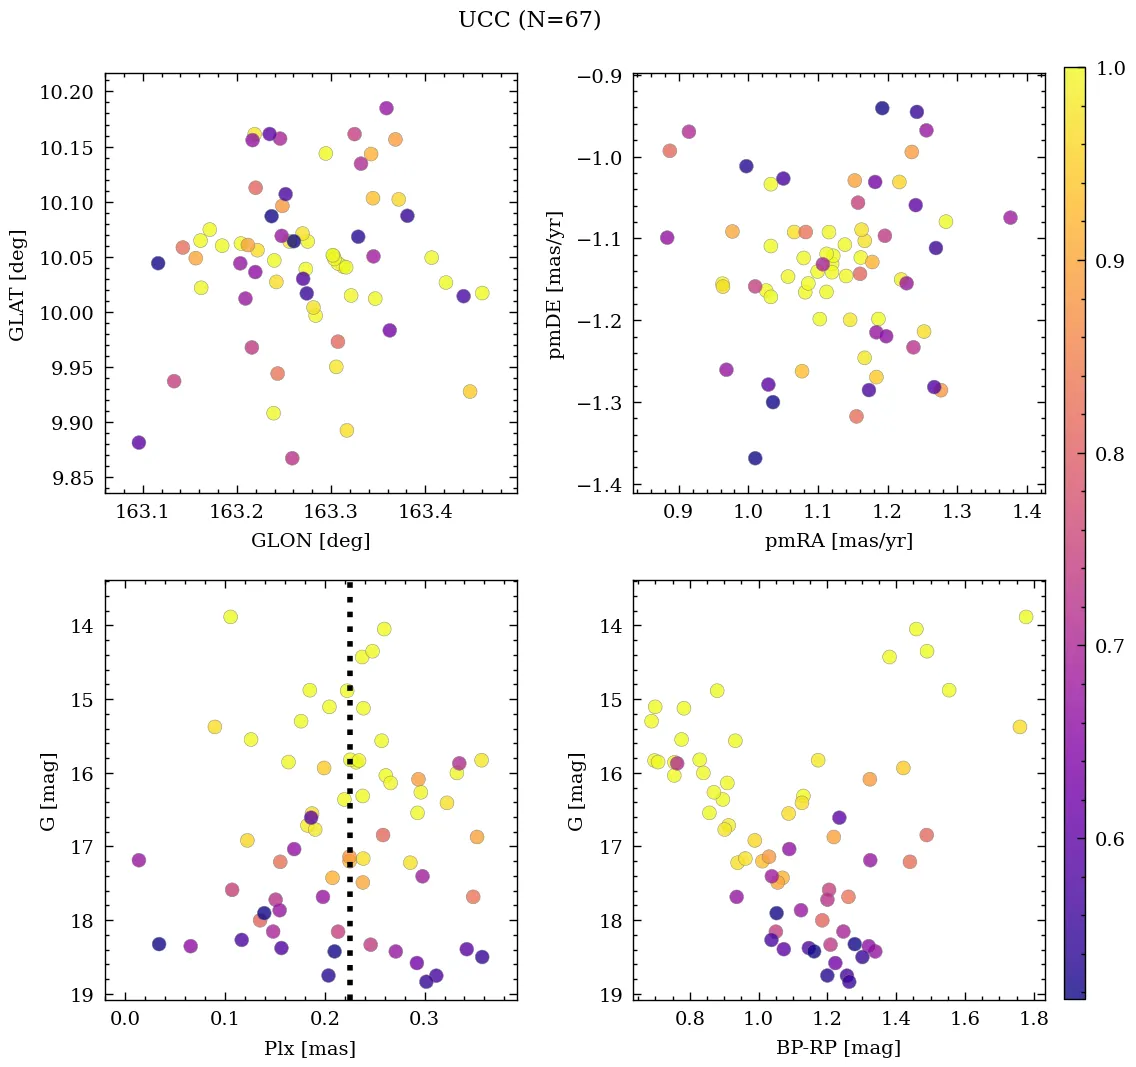 UCC (N=67)
10.20
10.15
10.10
10.05
10.00
9.95
9.90
9.85
GLAT [deg]
163.1 163.2 163.3 163.4
GLON [deg]
−0.9
−1.0
−1.1
−1.2
−1.3
−1.4
pmDE [mas/yr]
0.9 1.0 1.1 1.2 1.3 1.4
pmRA [mas/yr]
1.0
0.9
0.8
0.7
0.6
14
15
16
17
18
19
G [mag]
0.0 0.1 0.2 0.3
Plx [mas]
14
15
16
17
18
19
G [mag]
0.8 1.0 1.2 1.4 1.6 1.8
BP-RP [mag]